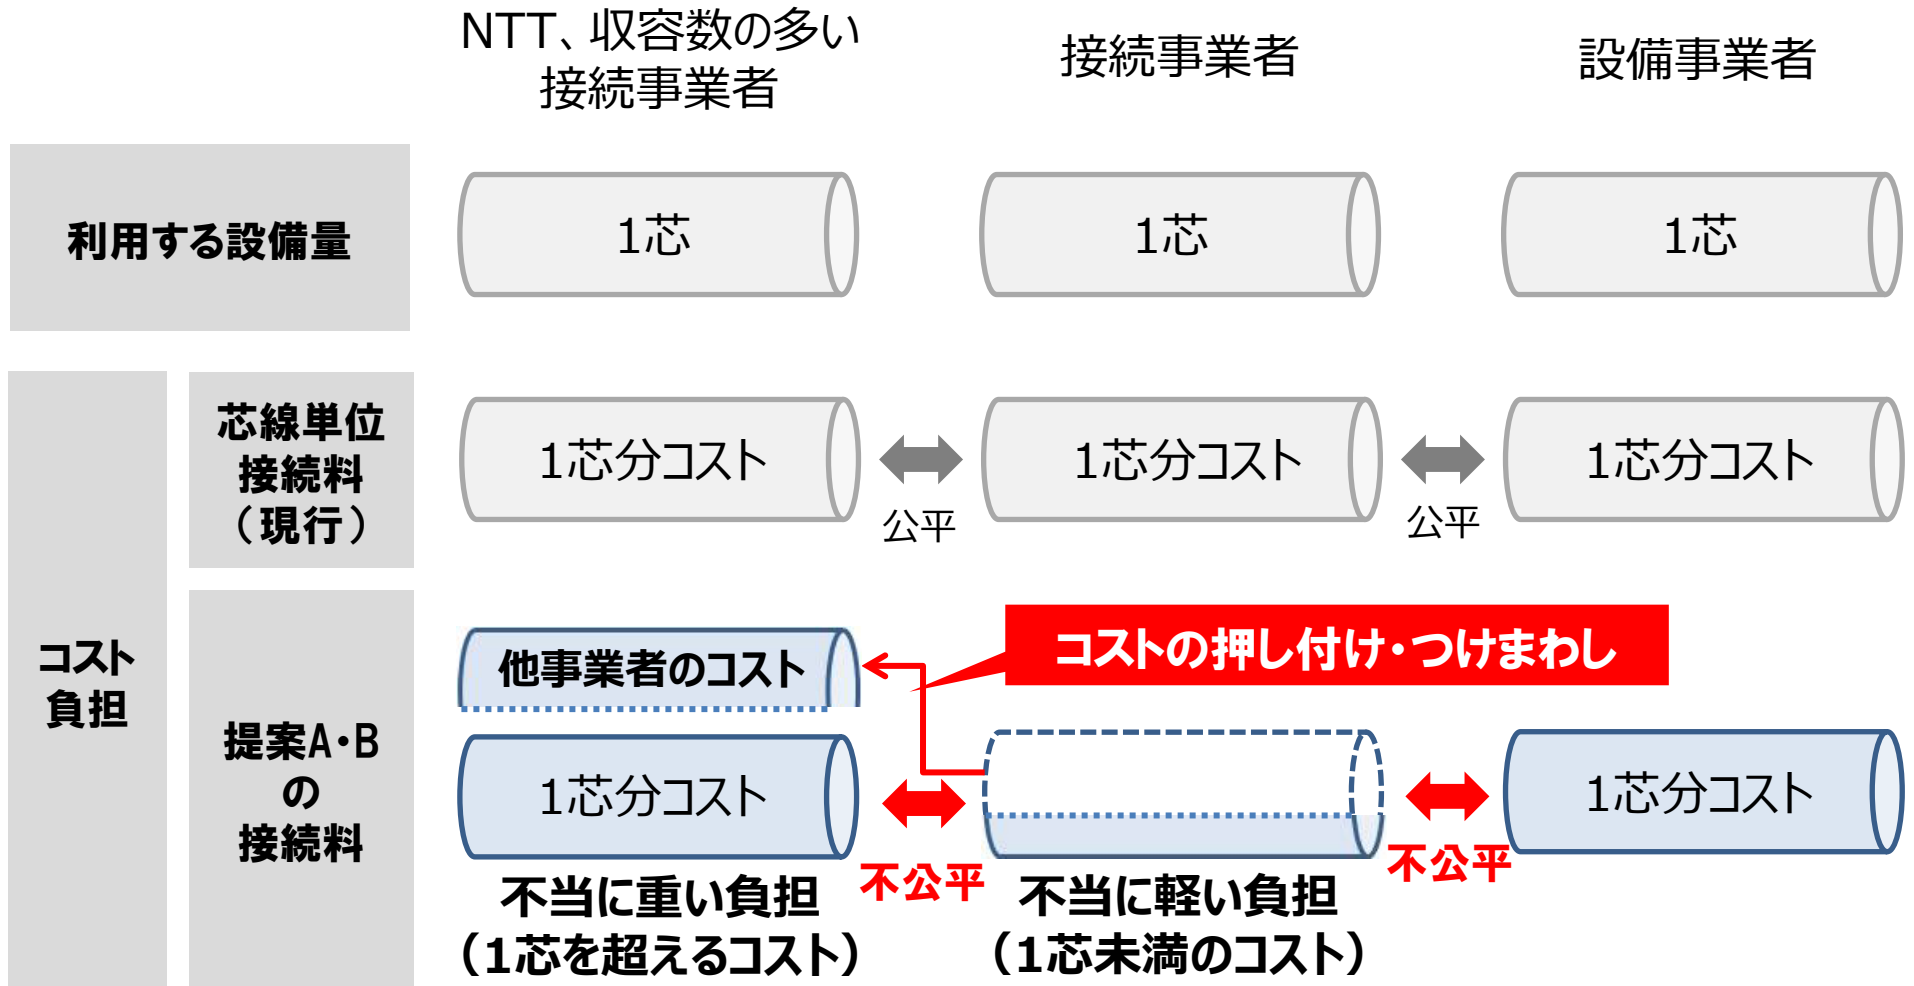 NTT、収容数の多い
接続事業者
接続事業者
設備事業者
利用する設備量
1芯
1芯
1芯
コスト
負担
芯線単位
接続料
（現行）
1芯分コスト
公平
1芯分コスト
公平
1芯分コスト
提案A・B
の
接続料
他事業者のコスト
コストの押し付け・つけまわし
1芯分コスト
不公平
不公平
1芯分コスト
不当に重い負担
（1芯を超えるコスト）
不当に軽い負担
（1芯未満のコスト）